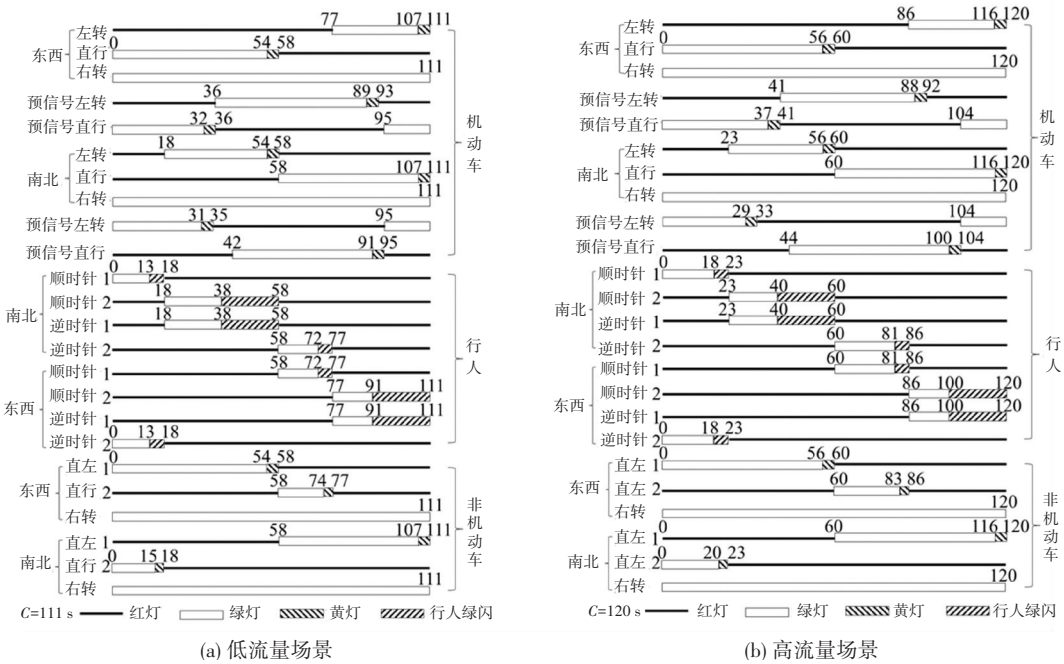 77 107 111
左转
0 54 58
东西 直行
111
右转
36 89 93
预信号左转
32 36 95
预信号直行
18 54 58
左转
58 107 111
南北 直行
111
右转
31 35 95
预信号左转
42 91 95
预信号直行
机动车
0 13 18
顺时针 1
18 38 58
南北 顺时针 2
18 38 58
逆时针 1
58 72 77
逆时针 2
58 72 77
顺时针 1
77 91 111
东西 顺时针 2
77 91 111
逆时针 1
0 13 18
逆时针 2
行人
0 54 58
直左 1
58 74 77
东西 直行 2
111
右转
0 58 107 111
直左 1
0 15 18
南北 直行 2
111
右转
非机动车
C=111 s 红灯 绿灯 黄灯 行人绿闪
(a) 低流量场景
86 116 120
左转
0 56 60
东西 直行
120
右转
41 88 92
预信号左转
37 41 104
预信号直行
23 56 60
左转
60 116 120
南北 直行
120
右转
29 33 104
预信号左转
44 100 104
预信号直行
机动车
0 18 23
顺时针 1
23 40 60
南北 顺时针 2
23 40 60
逆时针 1
60 81 86
逆时针 2
60 81 86
顺时针 1
86 100 120
东西 顺时针 2
86 100 120
逆时针 1
0 18 23
逆时针 2
行人
0 56 60
直左 1
60 83 86
东西 直左 2
120
右转
0 60 116 120
直左 1
0 20 23
南北 直左 2
120
右转
非机动车
C=120 s 红灯 绿灯 黄灯 行人绿闪
(b) 高流量场景